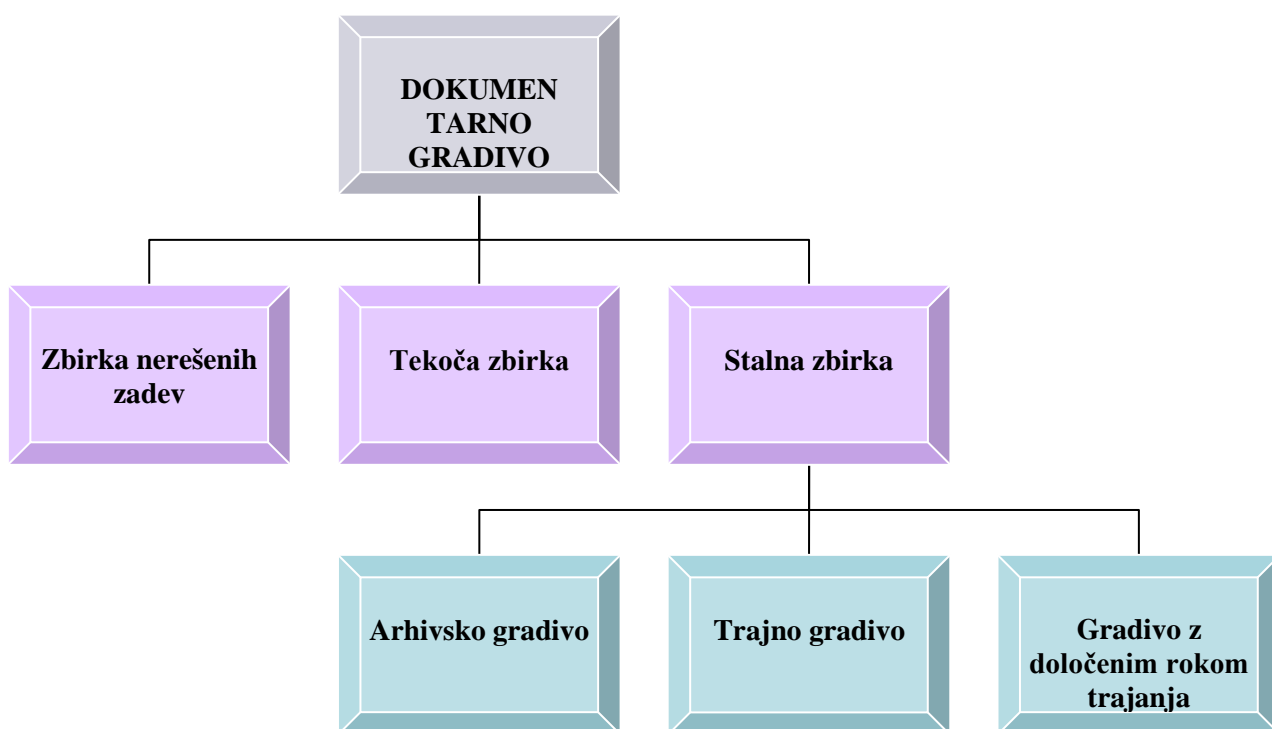 DOKUMEN
TARNO
GRADIVO
Zbirka nerešenih
zadev
Tekoča zbirka
Stalna zbirka
Arhivsko gradivo
Trajno gradivo
Gradivo z
določenim rokom
trajanja